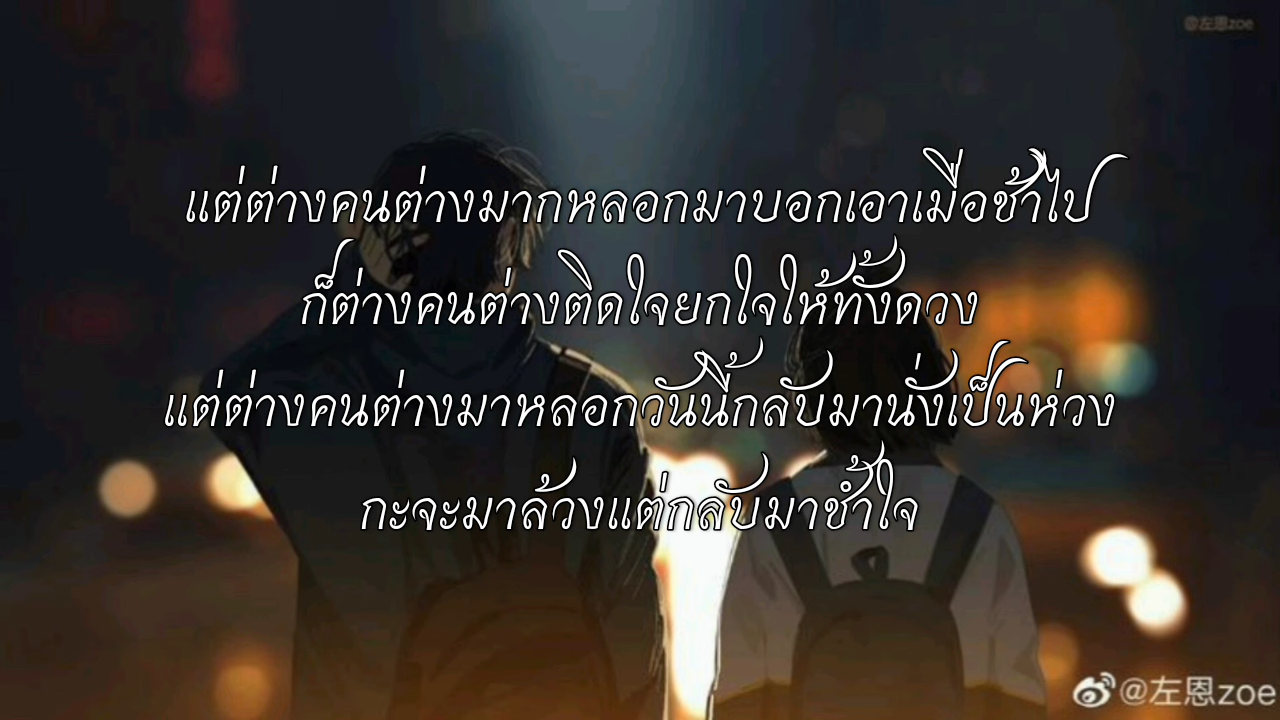 @左恩zoe
แต่ต่างคนต่างมากหลอกมาบอกเอาเมื่อช้ำไป
ก็ต่างคนต่างติดใจยกใจให้ทั้งดวง
แต่ต่างคนต่างมาหลอกวันนี้กลับมานั่งเป็นห่วง
กะจะมาล้วงแต่กลับมาช้ำใจ
@左恩zoe